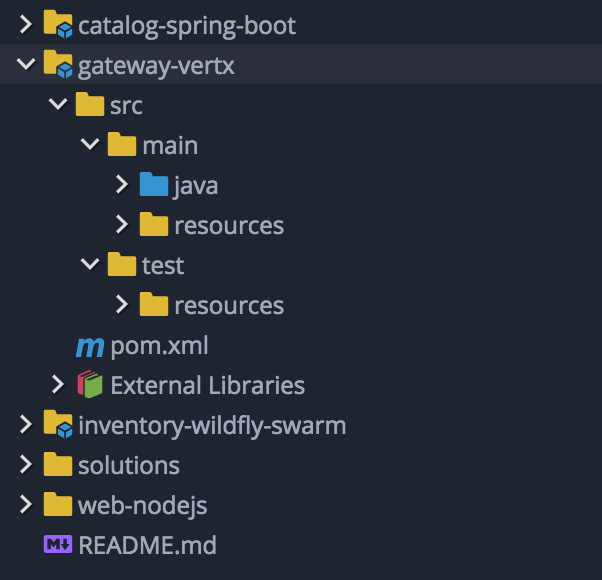 catalog-spring-boot
gateway-vertx
src
main
java
resources
test
resources
m pom.xml
External Libraries
inventory-wildfly-swarm
solutions
web-nodejs
M README.md